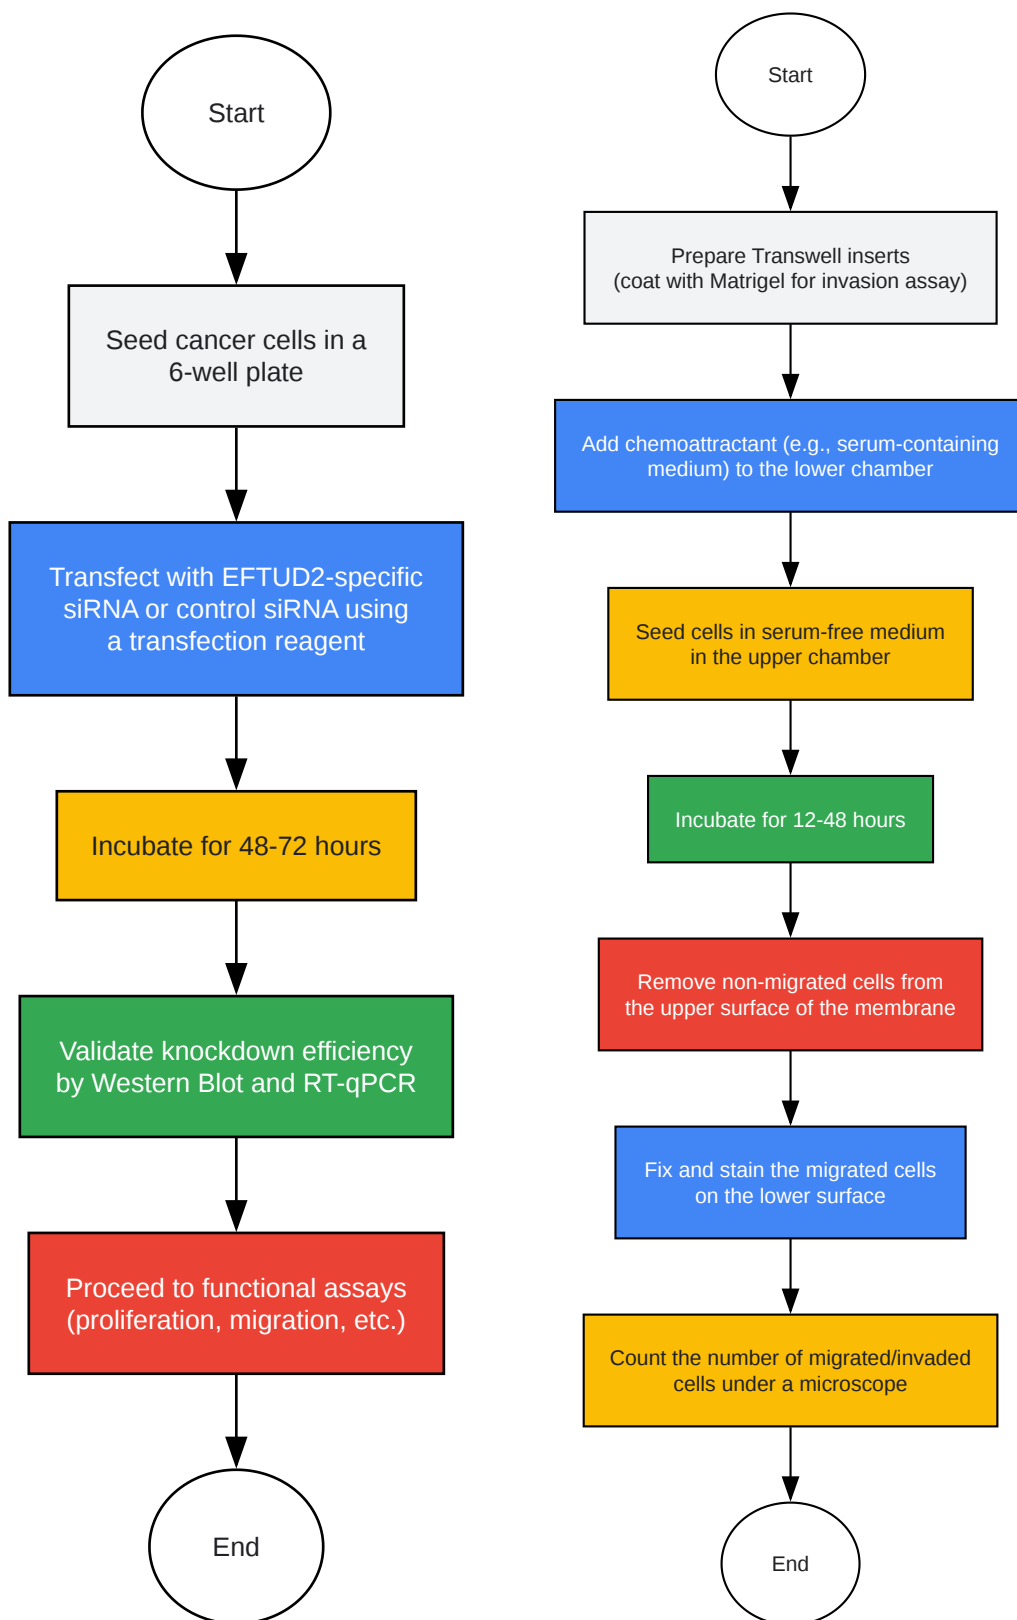 Start
Seed cancer cells in a
6-well plate
Transfect with EFTUD2-specific
siRNA or control siRNA using
a transfection reagent
Incubate for 48-72 hours
Validate knockdown efficiency
by Western Blot and RT-qPCR
Proceed to functional assays
(proliferation, migration, etc.)
End
Start
Prepare Transwell inserts
(coat with Matrigel for invasion assay)
Add chemoattractant (e.g., serum-containing
medium) to the lower chamber
Seed cells in serum-free medium
in the upper chamber
Incubate for 12-48 hours
Remove non-migrated cells from
the upper surface of the membrane
Fix and stain the migrated cells
on the lower surface
Count the number of migrated/invaded
cells under a microscope
End